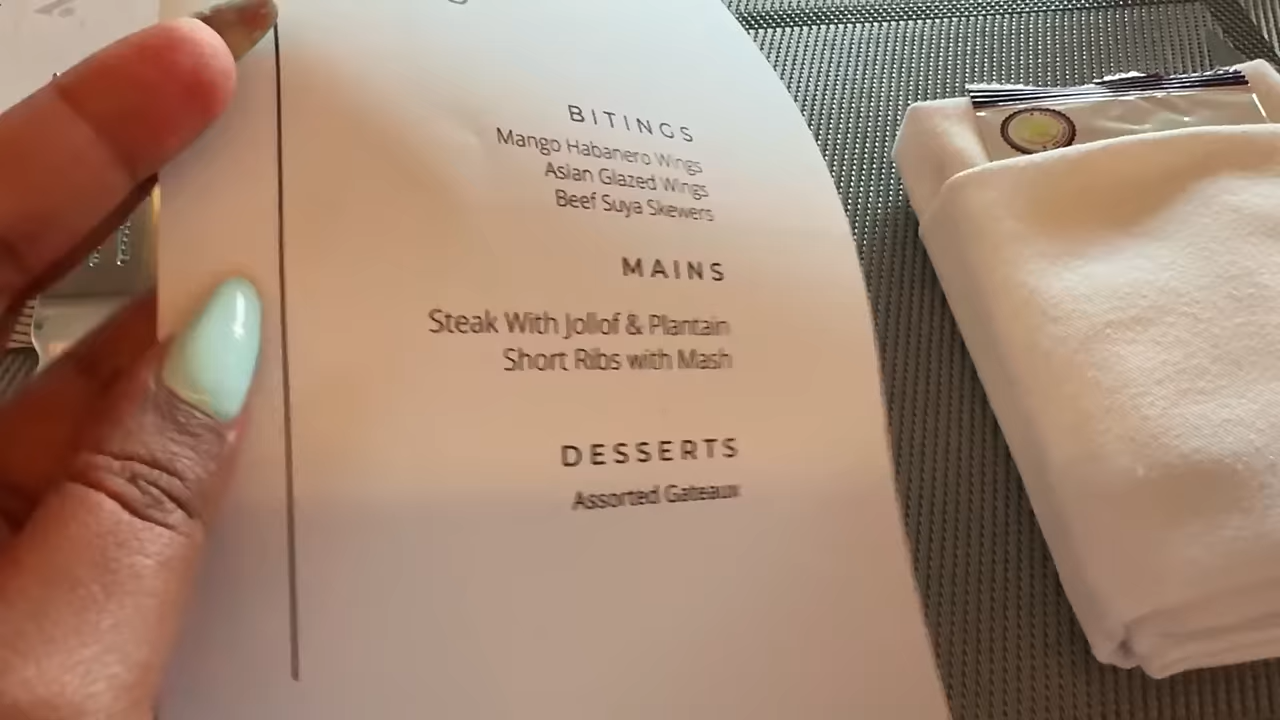 BITINGS
Mango Habanero Wings
Asian Glazed Wings
Beef Suya Skewers
MAINS
Steak With Jollof & Plantain
Short Ribs with Mash
DESSERTS
Assorted Gateaux